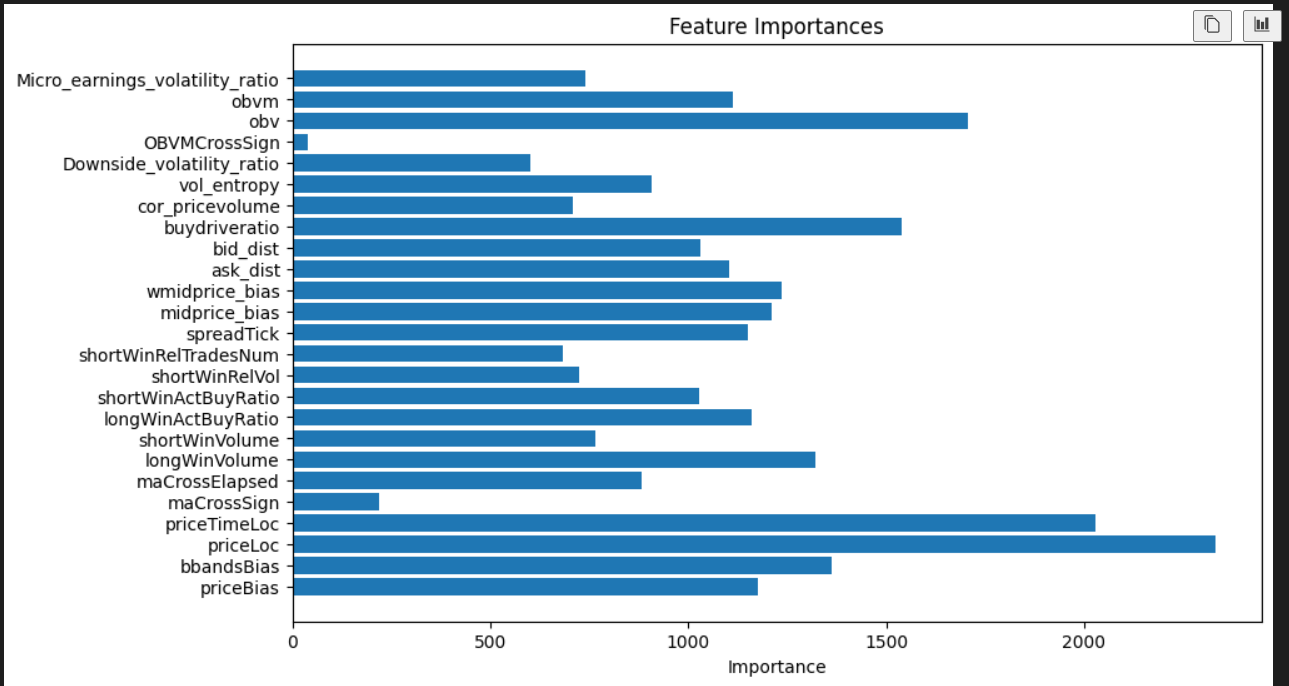 Feature Importances
Micro_earnings_volatility_ratio
obvm
obv
OBVMCrossSign
Downside_volatility_ratio
vol_entropy
cor_pricevolume
buydriveratio
bid_dist
ask_dist
wmidprice_bias
midprice_bias
spreadTick
shortWinRelTradesNum
shortWinRelVol
shortWinActBuyRatio
longWinActBuyRatio
shortWinVolume
longWinVolume
maCrossElapsed
maCrossSign
priceTimeLoc
priceLoc
bbandsBias
priceBias
0 500 1000 1500 2000
Importance